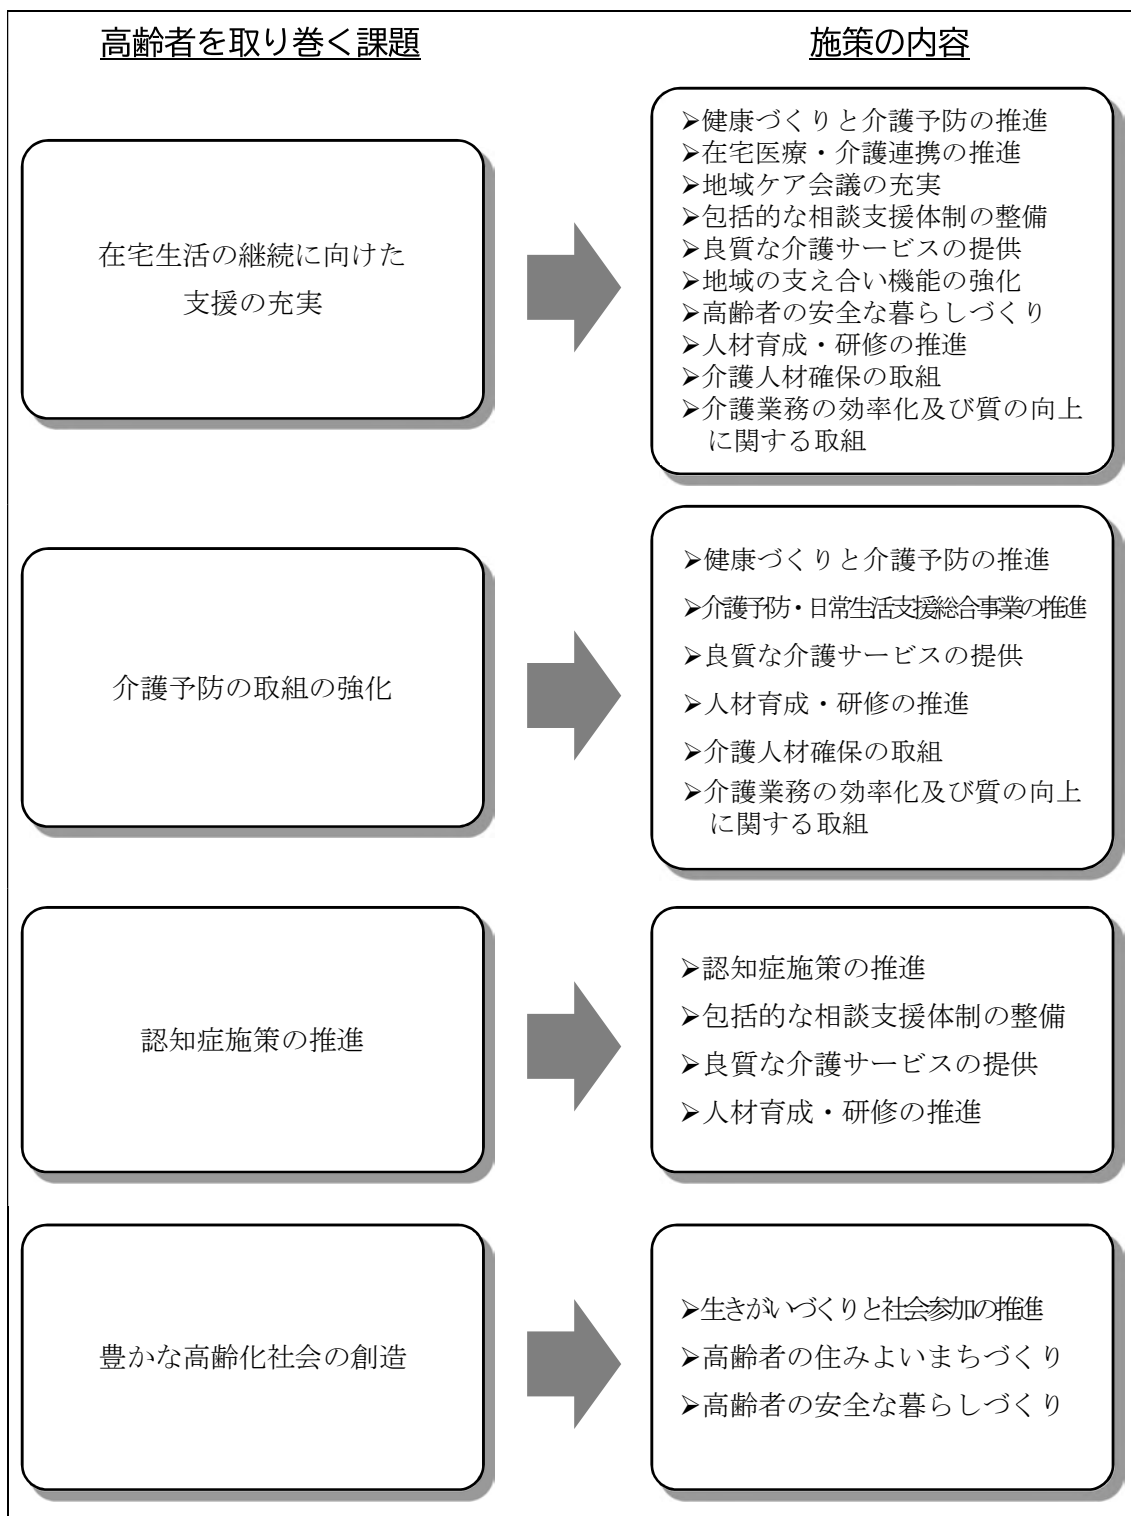 高齢者を取り巻く課題
施策の内容
在宅生活の継続に向けた
支援の充実
➢健康づくりと介護予防の推進
➢在宅医療・介護連携の推進
➢地域ケア会議の充実
➢包括的な相談支援体制の整備
➢良質な介護サービスの提供
➢地域の支え合い機能の強化
➢高齢者の安全な暮らしづくり
➢人材育成・研修の推進
➢介護人材確保の取組
➢介護業務の効率化及び質の向上
に関する取組
介護予防の取組の強化
➢健康づくりと介護予防の推進
➢介護予防・日常生活支援総合事業の推進
➢良質な介護サービスの提供
➢人材育成・研修の推進
➢介護人材確保の取組
➢介護業務の効率化及び質の向上
に関する取組
認知症施策の推進
➢認知症施策の推進
➢包括的な相談支援体制の整備
➢良質な介護サービスの提供
➢人材育成・研修の推進
豊かな高齢化社会の創造
➢生きがいづくりと社会参加の推進
➢高齢者の住みよいまちづくり
➢高齢者の安全な暮らしづくり